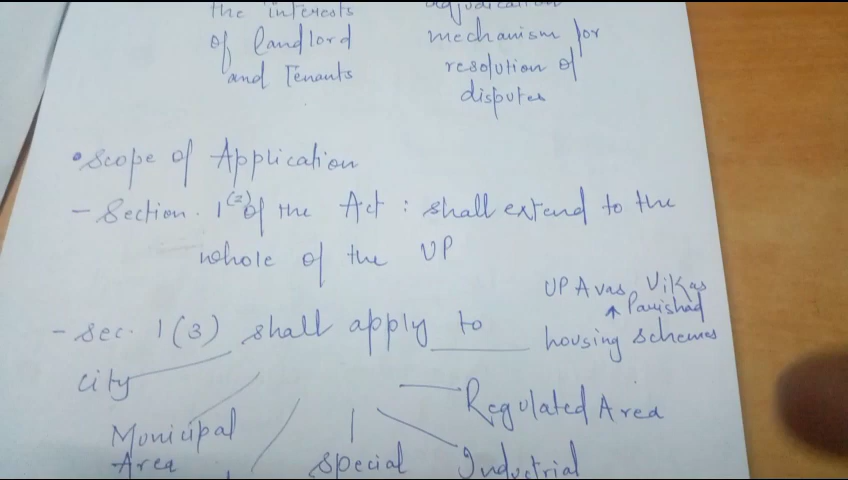 the interests
of landlord
and Tenants
adjudication
mechanism for
resolution of
disputes
• Scope of Application
- Section. 1(2) of the Act : shall extend to the
whole of the UP
UP Avas Vikas
↑ Parishad
- Sec. 1(3) shall apply to
housing schemes
City
Regulated Area
Municipal
Area
special
Industrial